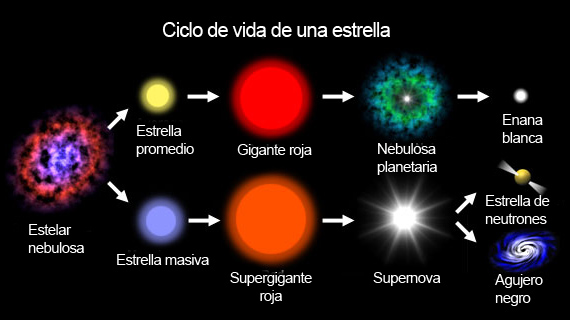 Ciclo de vida de una estrella
Estrella
promedio
Gigante roja
Nebulosa
planetaria
Enana
blanca
Estelar
nebulosa
Estrella masiva
Supergigante
roja
Supernova
Estrella de
neutrones
Agujero
negro